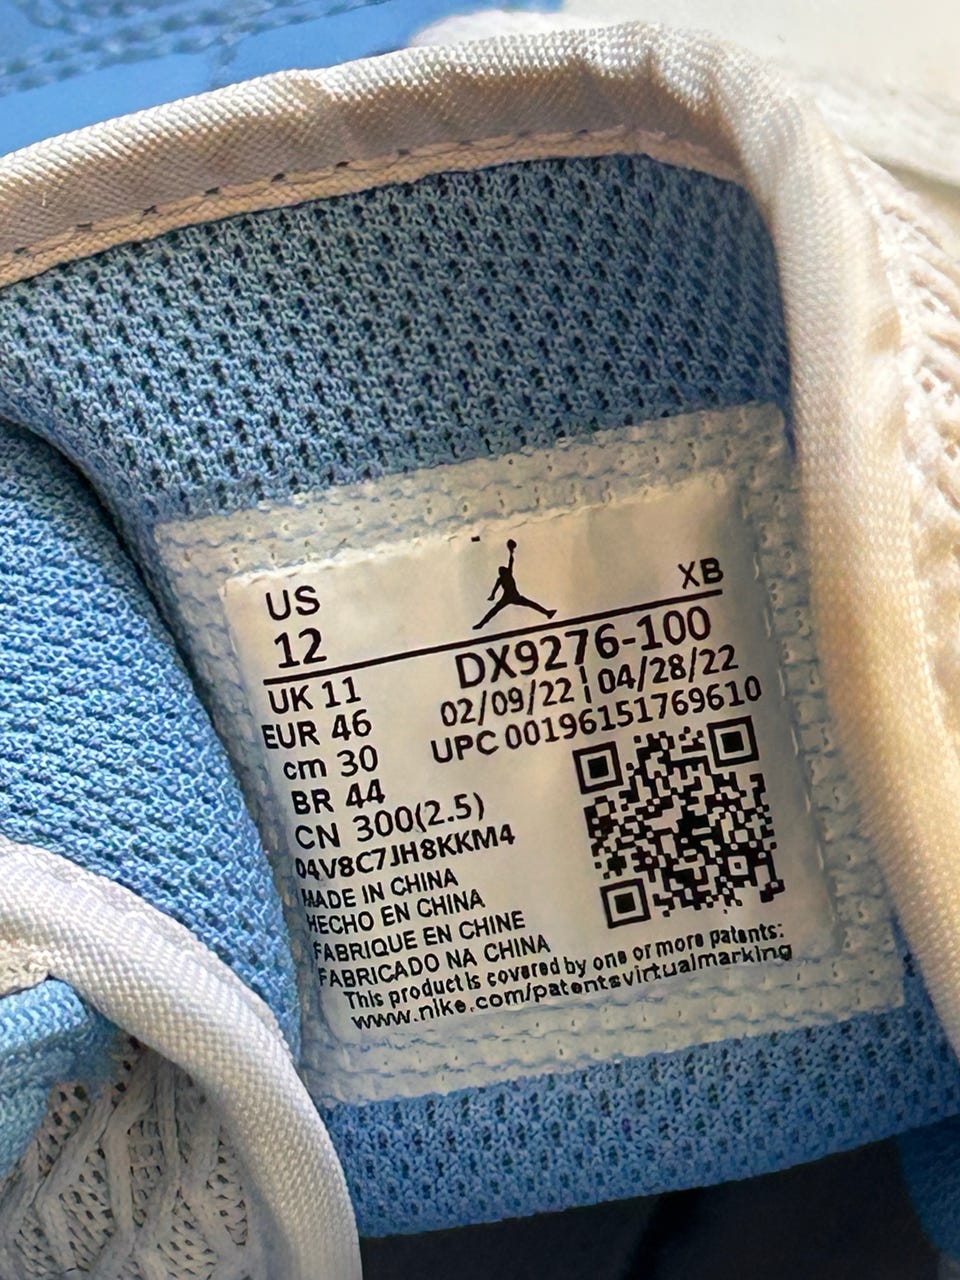 US XB
12
DX9276-100
UK 11
02/09/22 | 04/28/22
EUR 46
UPC 00196151769610
cm 30
BR 44
CN 300(2.5)
04V8C7JH8KKM4
MADE IN CHINA
HECHO EN CHINA
FABRIQUE EN CHINE
FABRICADO NA CHINA
This product is covered by one or more patents:
www.nike.com/patentsvirtualmarking